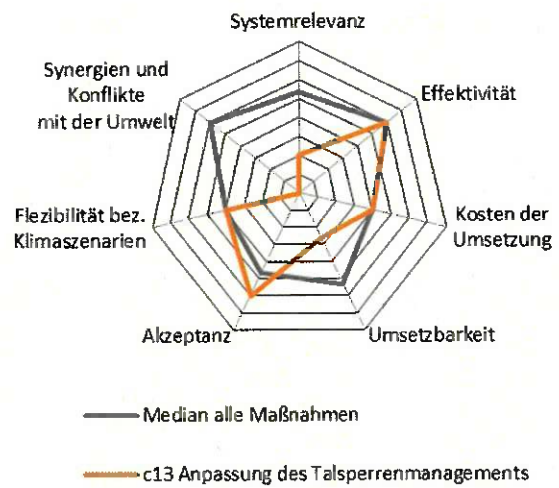 Systemrelevanz
Synergien und
Konflikte
mit der Umwelt
Effektivität
Flezibilität bez.
Klimaszenarien
Kosten der
Umsetzung
Akzeptanz
Umsetzbarkeit
Median alle Maßnahmen
c13 Anpassung des Talsperrenmanagements